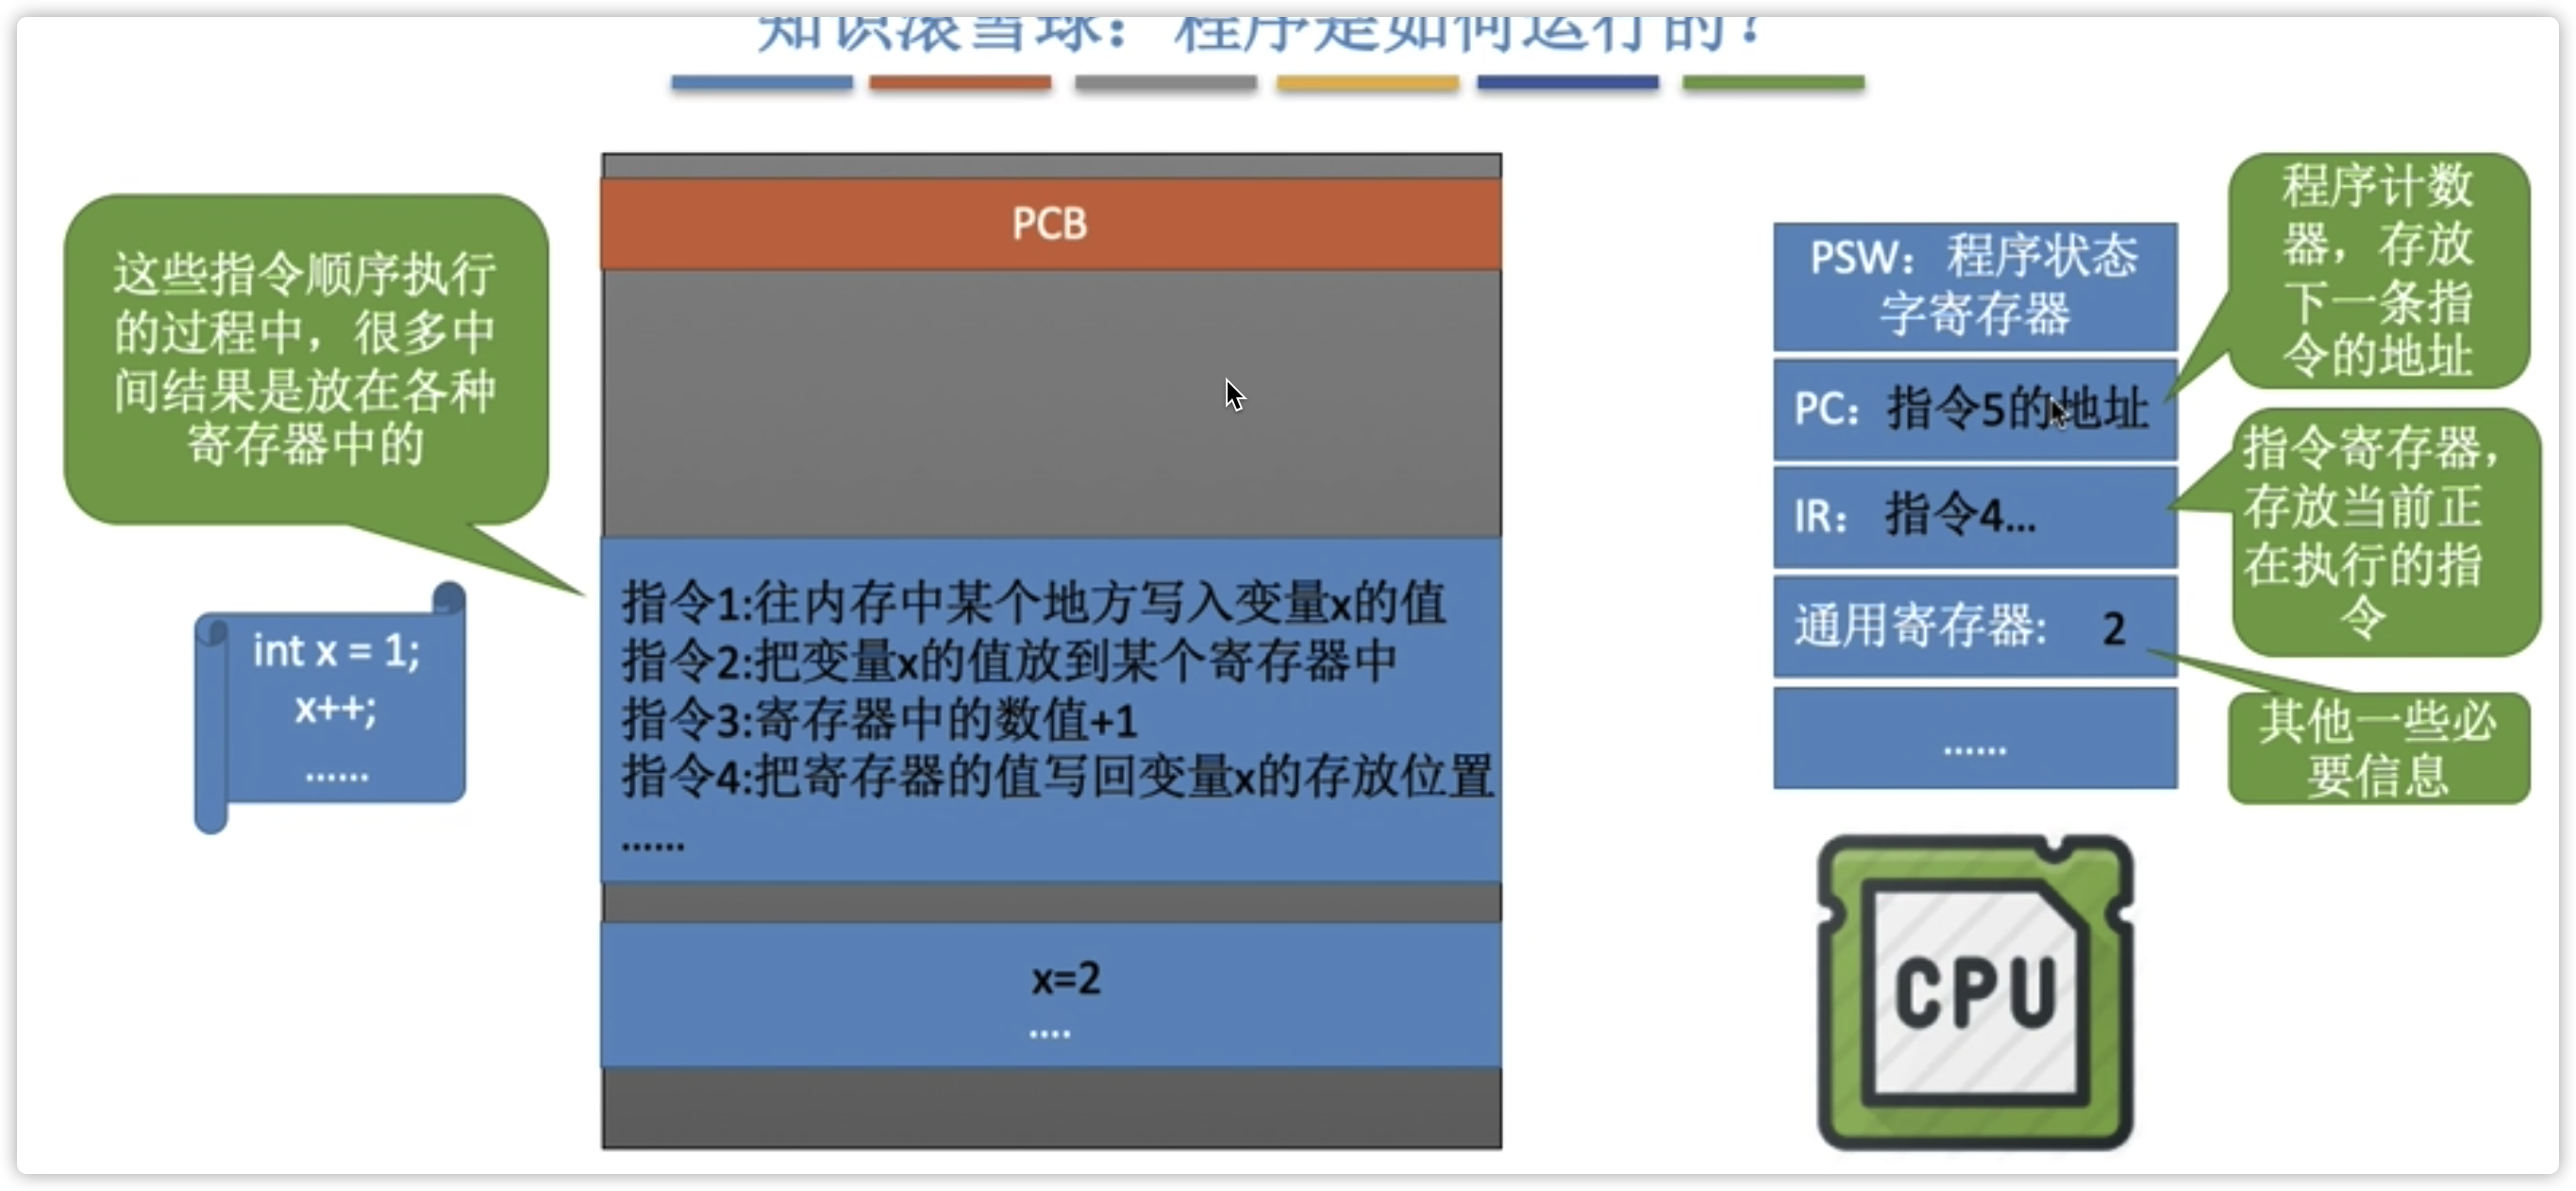 知识滚雪球：程序是如何运行的？
这些指令顺序执行
的过程中，很多中
间结果是放在各种
寄存器中的
int x = 1;
x++;
......
PCB
指令1:往内存中某个地方写入变量x的值
指令2:把变量x的值放到某个寄存器中
指令3:寄存器中的数值+1
指令4:把寄存器的值写回变量x的存放位置
......
x=2
....
PSW：程序状态
字寄存器
PC：指令5的地址
IR：指令4...
通用寄存器: 2
......
程序计数
器，存放
下一条指
令的地址
指令寄存器，
存放当前正
在执行的指
令
其他一些必
要信息
CPU